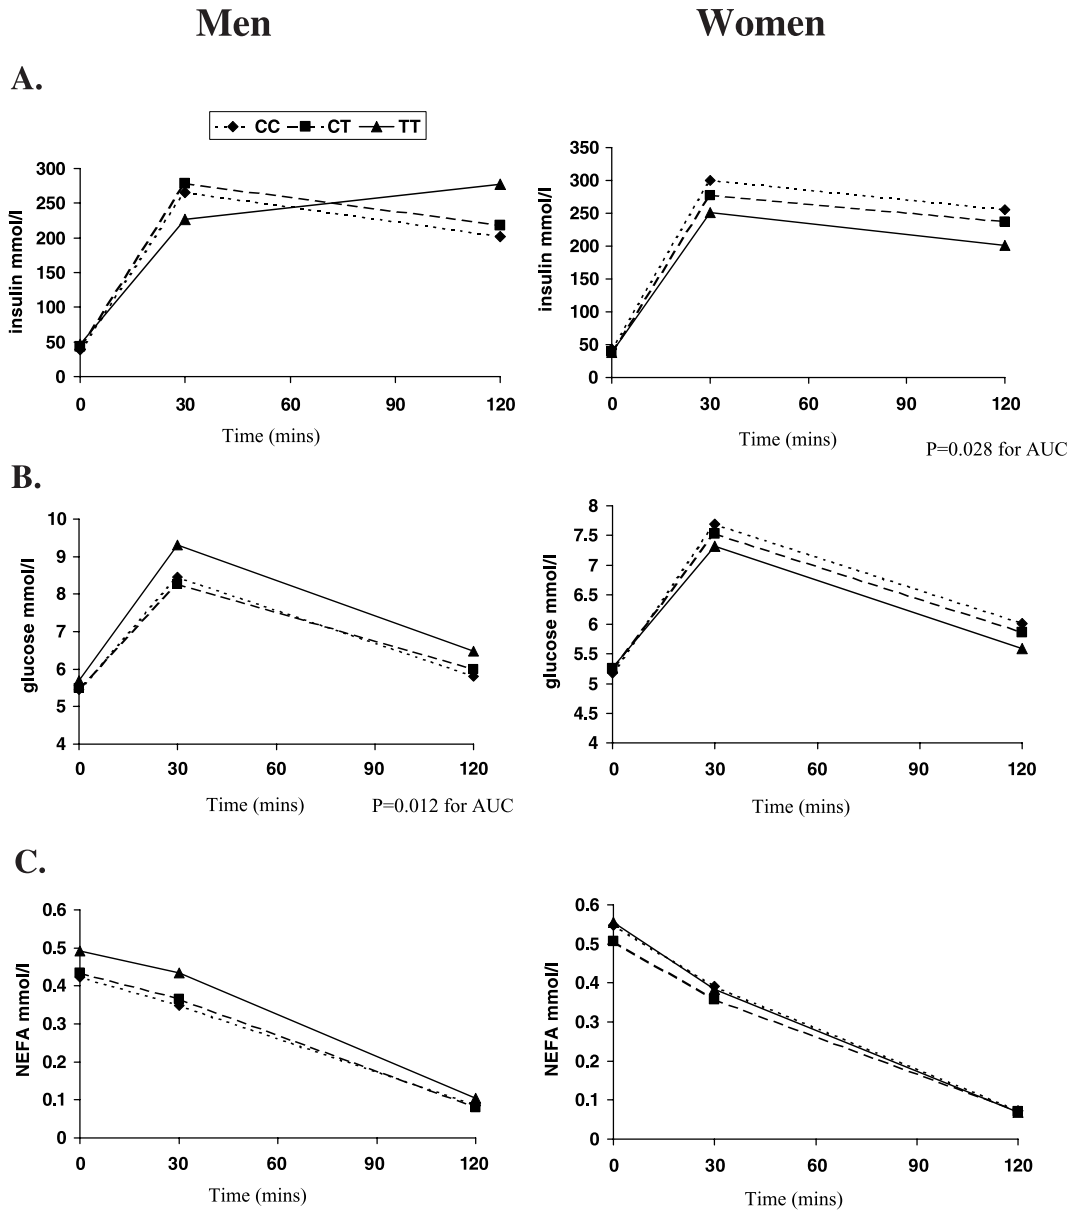 Men
Women
A.
CC CT TT
300
250
200
150
100
50
0
insulin mmol/l
0 30 60 90 120
Time (mins)
350
300
250
200
150
100
50
0
insulin mmol/l
0 30 60 90 120
Time (mins)
P=0.028 for AUC
B.
10
9
8
7
6
5
4
glucose mmol/l
0 30 60 90 120
Time (mins)
P=0.012 for AUC
8
7.5
7
6.5
6
5.5
5
4.5
4
glucose mmol/l
0 30 60 90 120
Time (mins)
C.
0.6
0.5
0.4
0.3
0.2
0.1
0
NEFA mmol/l
0 30 60 90 120
Time (mins)
0.6
0.5
0.4
0.3
0.2
0.1
0
NEFA mmol/l
0 30 60 90 120
Time (mins)